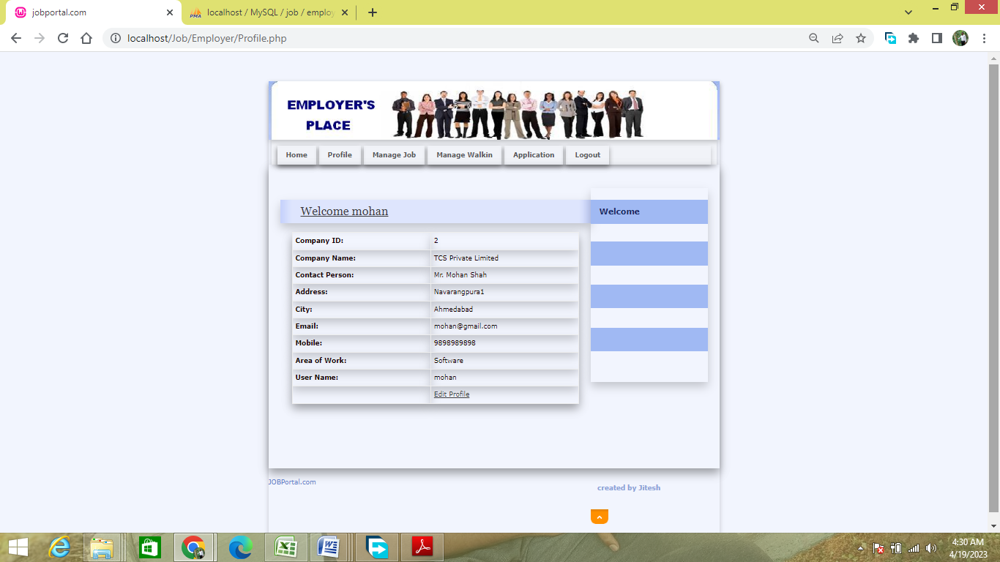 jobportal.com
localhost / MySQL / job / employ
localhost/Job/Employer/Profile.php
EMPLOYER'S
PLACE
Home Profile Manage Job Manage Walkin Application Logout
Welcome mohan
Welcome
Company ID: 2
Company Name: TCS Private Limited
Contact Person: Mr. Mohan Shah
Address: Navarangpura1
City: Ahmedabad
Email: mohan@gmail.com
Mobile: 9898989898
Area of Work: Software
User Name: mohan
Edit Profile
JOBPortal.com
created by Jitesh
4:30 AM
4/19/2023